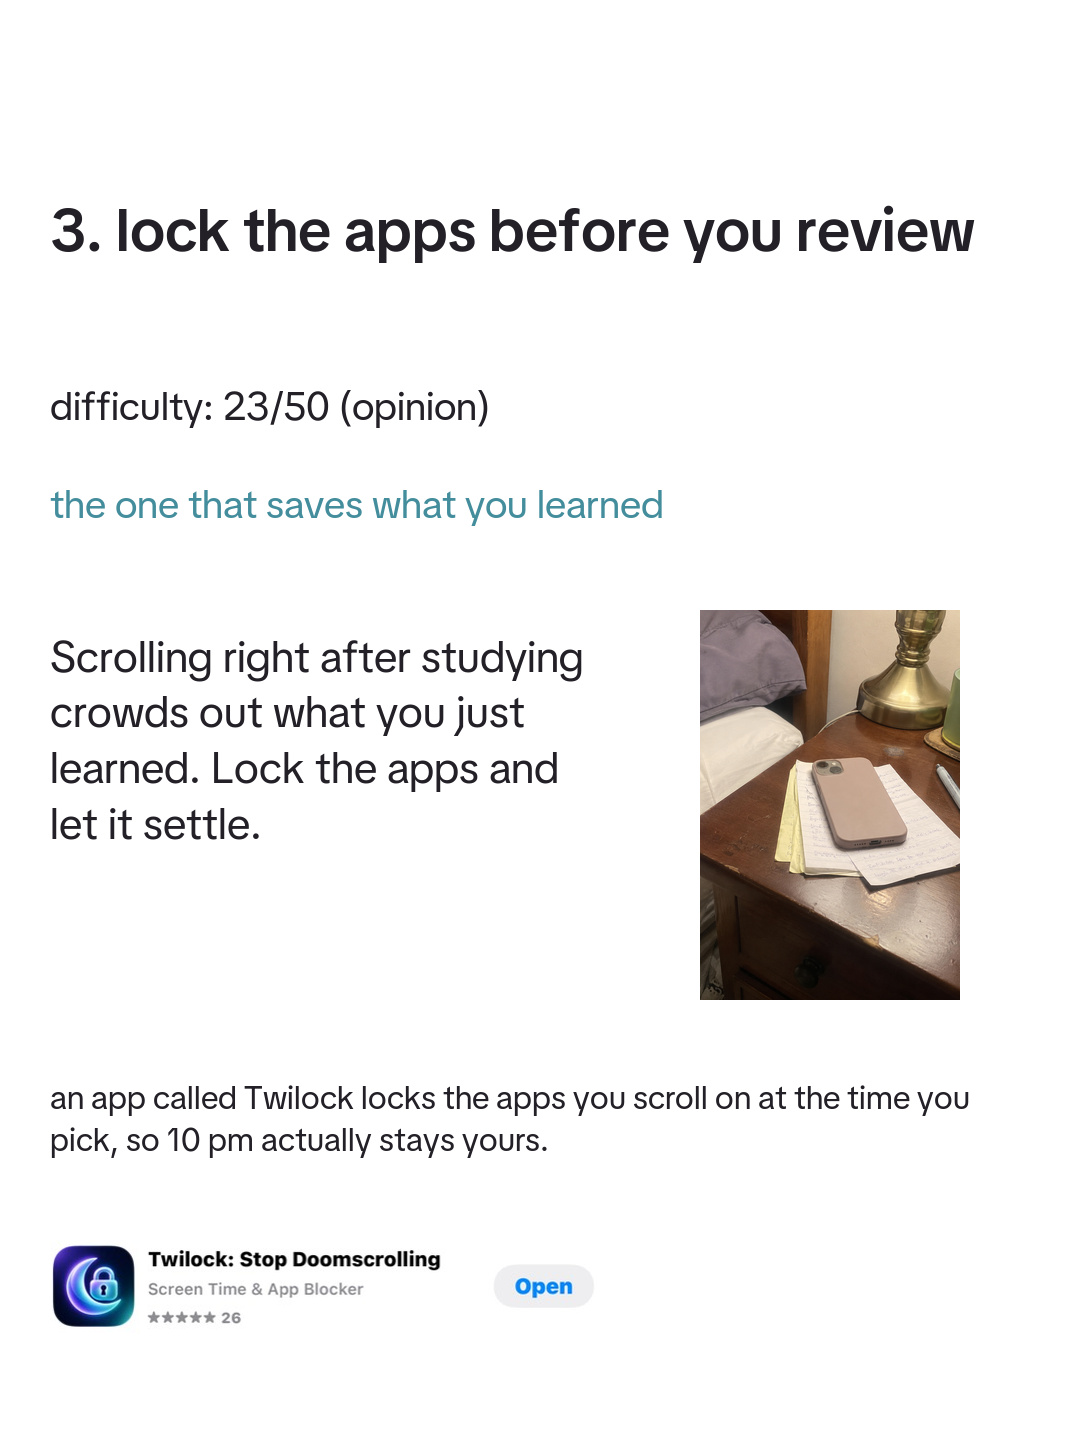 3. lock the apps before you review
difficulty: 23/50 (opinion)
the one that saves what you learned
Scrolling right after studying
crowds out what you just
learned. Lock the apps and
let it settle.
an app called Twilock locks the apps you scroll on at the time you
pick, so 10 pm actually stays yours.
Twilock: Stop Doomscrolling
Screen Time & App Blocker
★★★★★ 26
Open